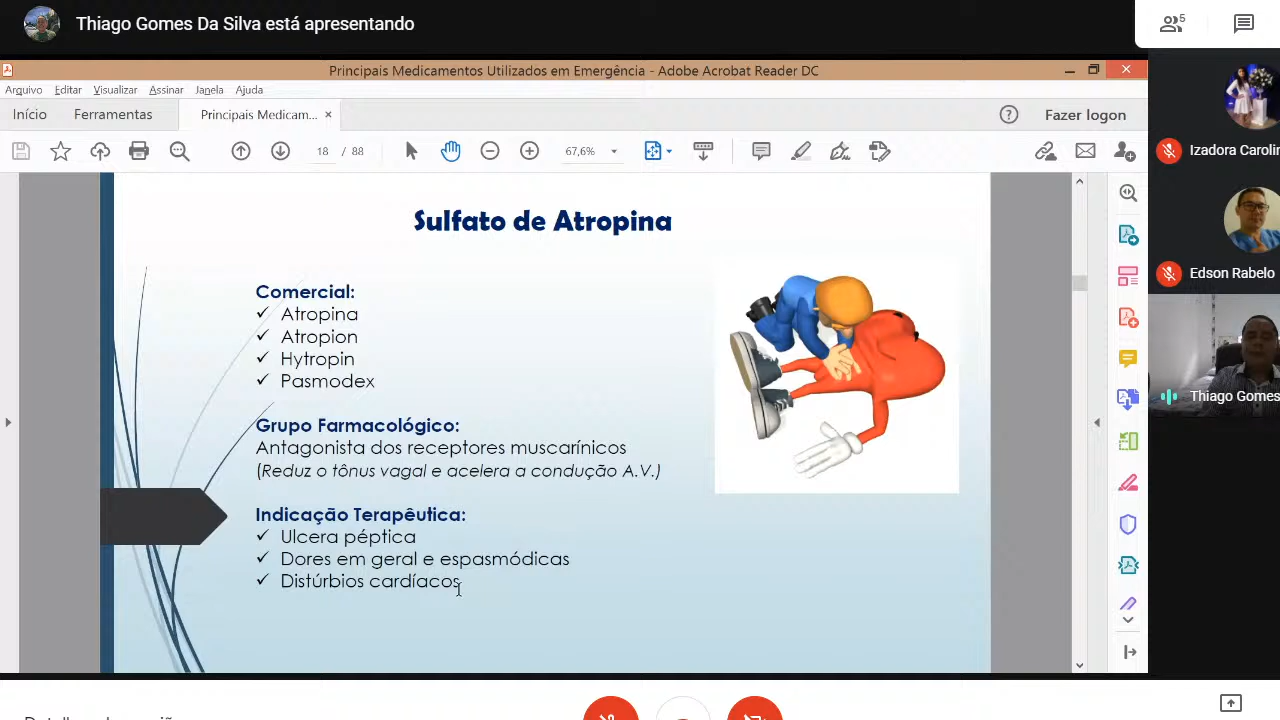 Thiago Gomes Da Silva está apresentando
5
Principais Medicamentos Utilizados em Emergência - Adobe Acrobat Reader DC
Arquivo Editar Visualizar Assinar Janela Ajuda
Início Ferramentas Principais Medicam... × Fazer logon
18 / 88 67,6%
Sulfato de Atropina
Comercial:
✓ Atropina
✓ Atropion
✓ Hytropin
✓ Pasmodex
Grupo Farmacológico:
Antagonista dos receptores muscarínicos
(Reduz o tônus vagal e acelera a condução A.V.)
Indicação Terapêutica:
✓ Ulcera péptica
✓ Dores em geral e espasmódicas
✓ Distúrbios cardíacos
Izadora Carolin
Edson Rabelo
Thiago Gomes